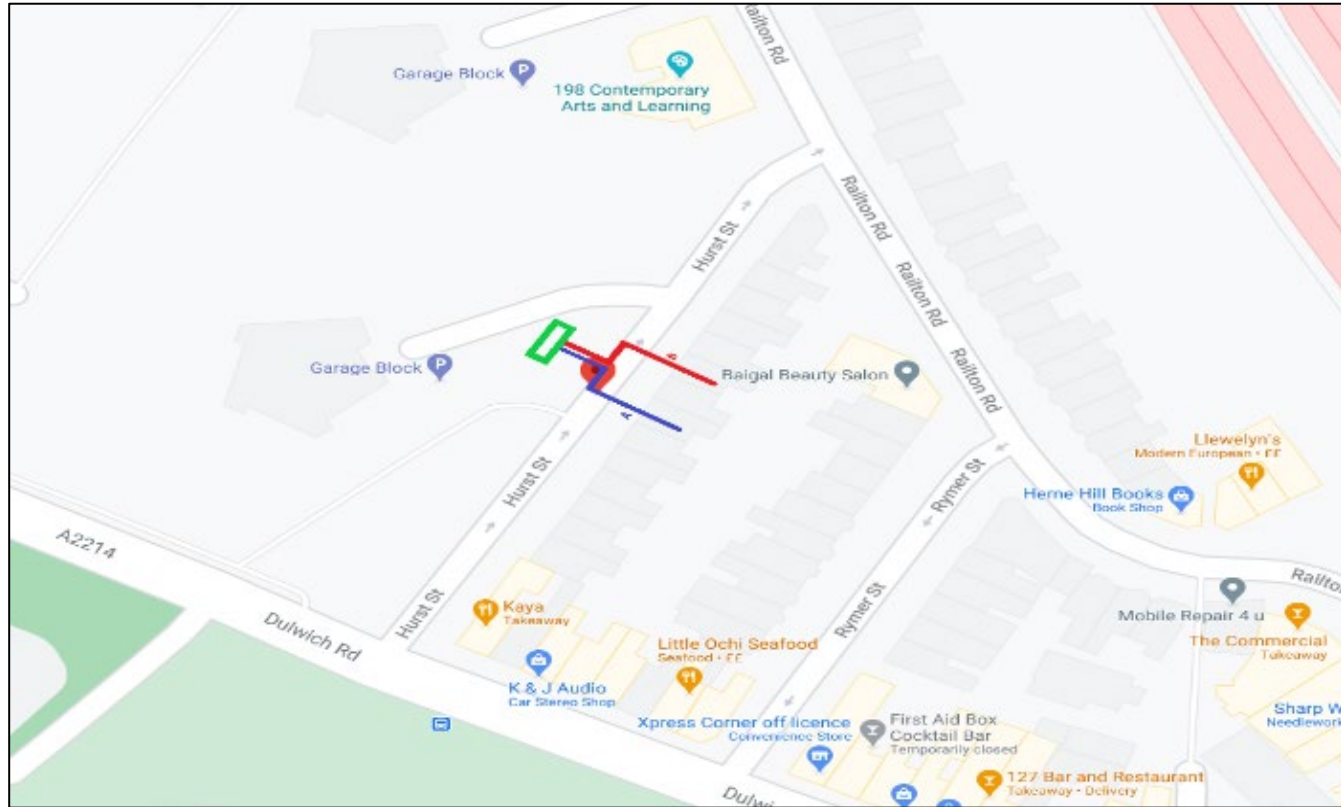 Railton Rd
Garage Block
P
198 Contemporary
Arts and Learning
Railton Rd
Hurst St
Railton Rd
Garage Block
P
Baigal Beauty Salon
Railton Rd
Llewelyn's
Modern European • ££
Hurst St
Rymer St
Herne Hill Books
Book Shop
A2214
Hurst St
Kaya
Takeaway
Dulwich Rd
Rymer St
Railto
Mobile Repair 4 u
The Commercial
Takeaway
Little Ochi Seafood
Seafood • ££
K & J Audio
Car Stereo Shop
Xpress Corner off licence
Convenience Store
First Aid Box
Cocktail Bar
Temporarily closed
Sharp W
Needlework
127 Bar and Restaurant
Takeaway • Delivery
Dulwi